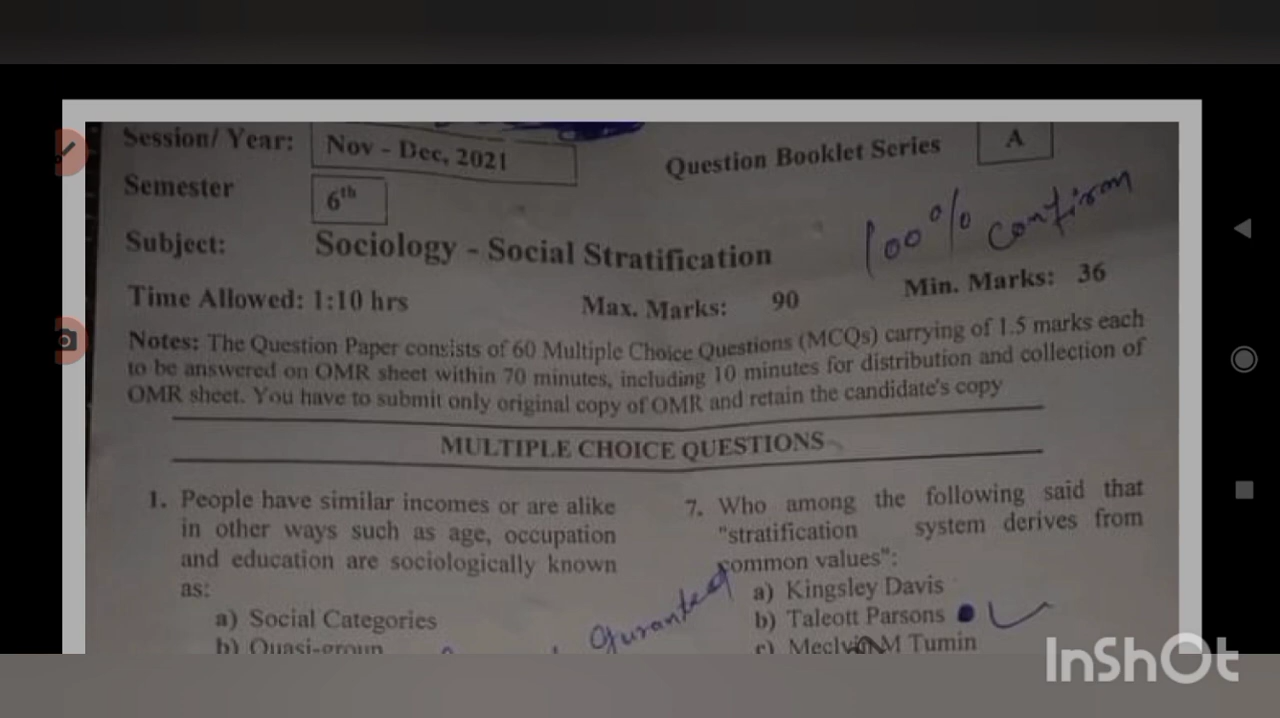 Session/ Year: Nov - Dec, 2021
Question Booklet Series A
Semester 6th
100% confirom
Subject: Sociology - Social Stratification
Time Allowed: 1:10 hrs Max. Marks: 90 Min. Marks: 36
Notes: The Question Paper consists of 60 Multiple Choice Questions (MCQs) carrying of 1.5 marks each
to be answered on OMR sheet within 70 minutes, including 10 minutes for distribution and collection of
OMR sheet. You have to submit only original copy of OMR and retain the candidate's copy
MULTIPLE CHOICE QUESTIONS
1. People have similar incomes or are alike
in other ways such as age, occupation
and education are sociologically known
as:
a) Social Categories
b) Quasi-group
guranted
7. Who among the following said that
"stratification system derives from
common values":
a) Kingsley Davis
b) Taleott Parsons
c) Meclvin M Tumin
InShOt